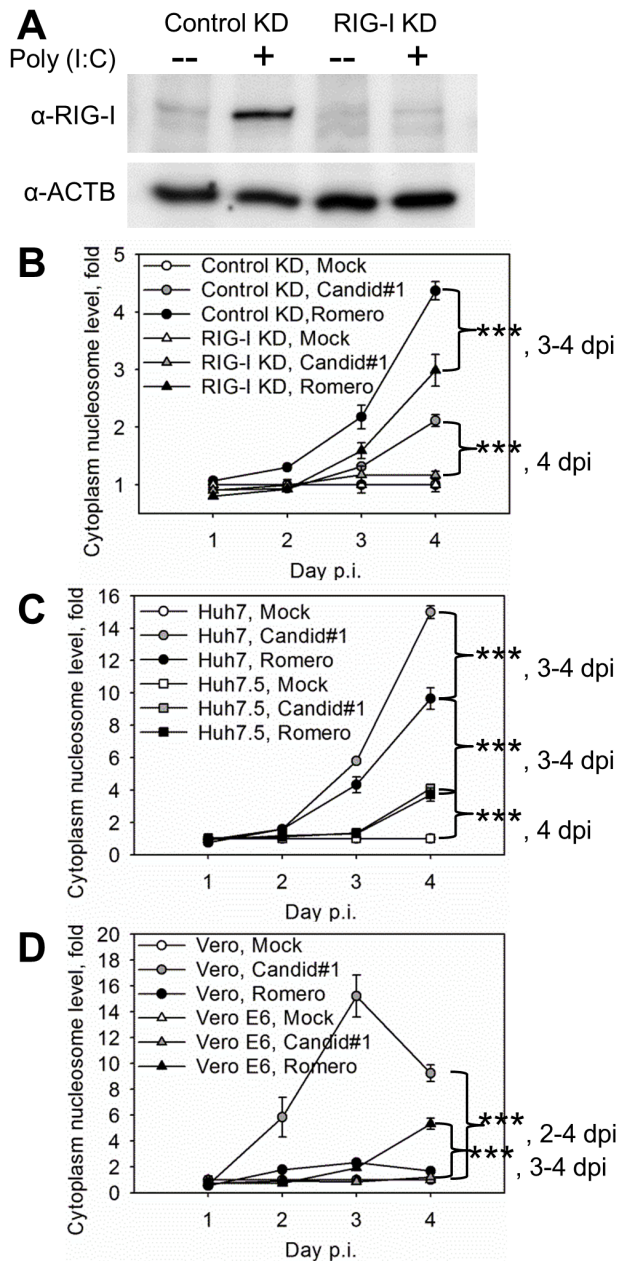 A
Control KD RIG-I KD
Poly (I:C) -- + -- +
α-RIG-I
α-ACTB
B
Cytoplasm nucleosome level, fold
5
4
3
2
1
Control KD, Mock
Control KD, Candid#1
Control KD,Romero
RIG-I KD, Mock
RIG-I KD, Candid#1
RIG-I KD, Romero
***, 3-4 dpi
***, 4 dpi
1 2 3 4
Day p.i.
C
Cytoplasm nucleosome level, fold
16
14
12
10
8
6
4
2
0
Huh7, Mock
Huh7, Candid#1
Huh7, Romero
Huh7.5, Mock
Huh7.5, Candid#1
Huh7.5, Romero
***, 3-4 dpi
***, 3-4 dpi
***, 4 dpi
1 2 3 4
Day p.i.
D
Cytoplasm nucleosome level, fold
20
18
16
14
12
10
8
6
4
2
0
Vero, Mock
Vero, Candid#1
Vero, Romero
Vero E6, Mock
Vero E6, Candid#1
Vero E6, Romero
***, 2-4 dpi
***, 3-4 dpi
1 2 3 4
Day p.i.